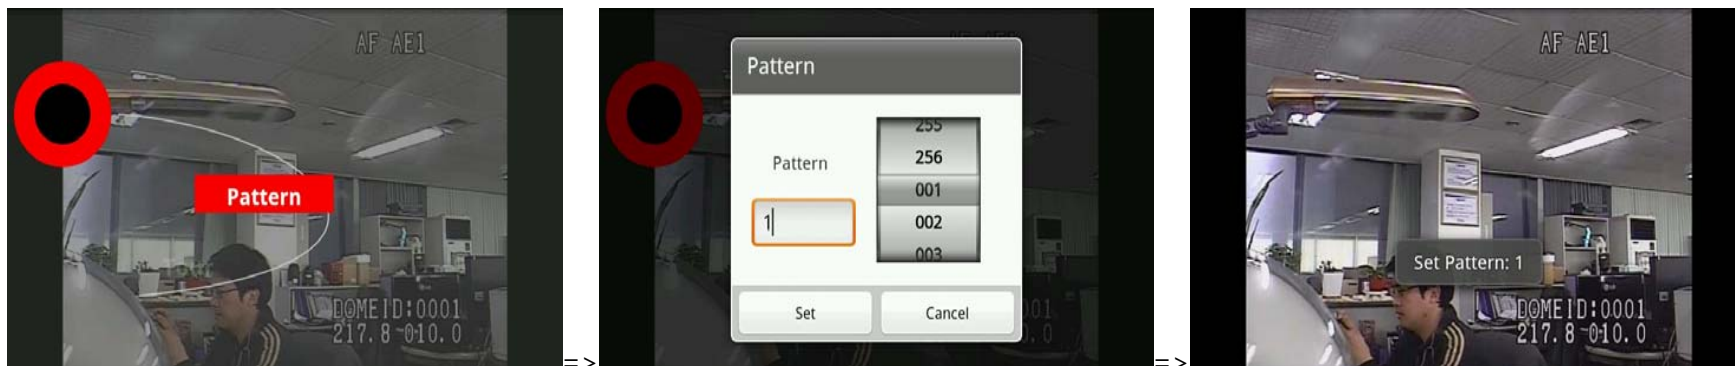 AF AE1
Pattern
DOMEID:0001
217.8-010.0
=>
Pattern
Pattern
1
255
256
001
002
003
Set
Cancel
=>
AF AE1
Set Pattern: 1
DOMEID:0001
217.8-010.0